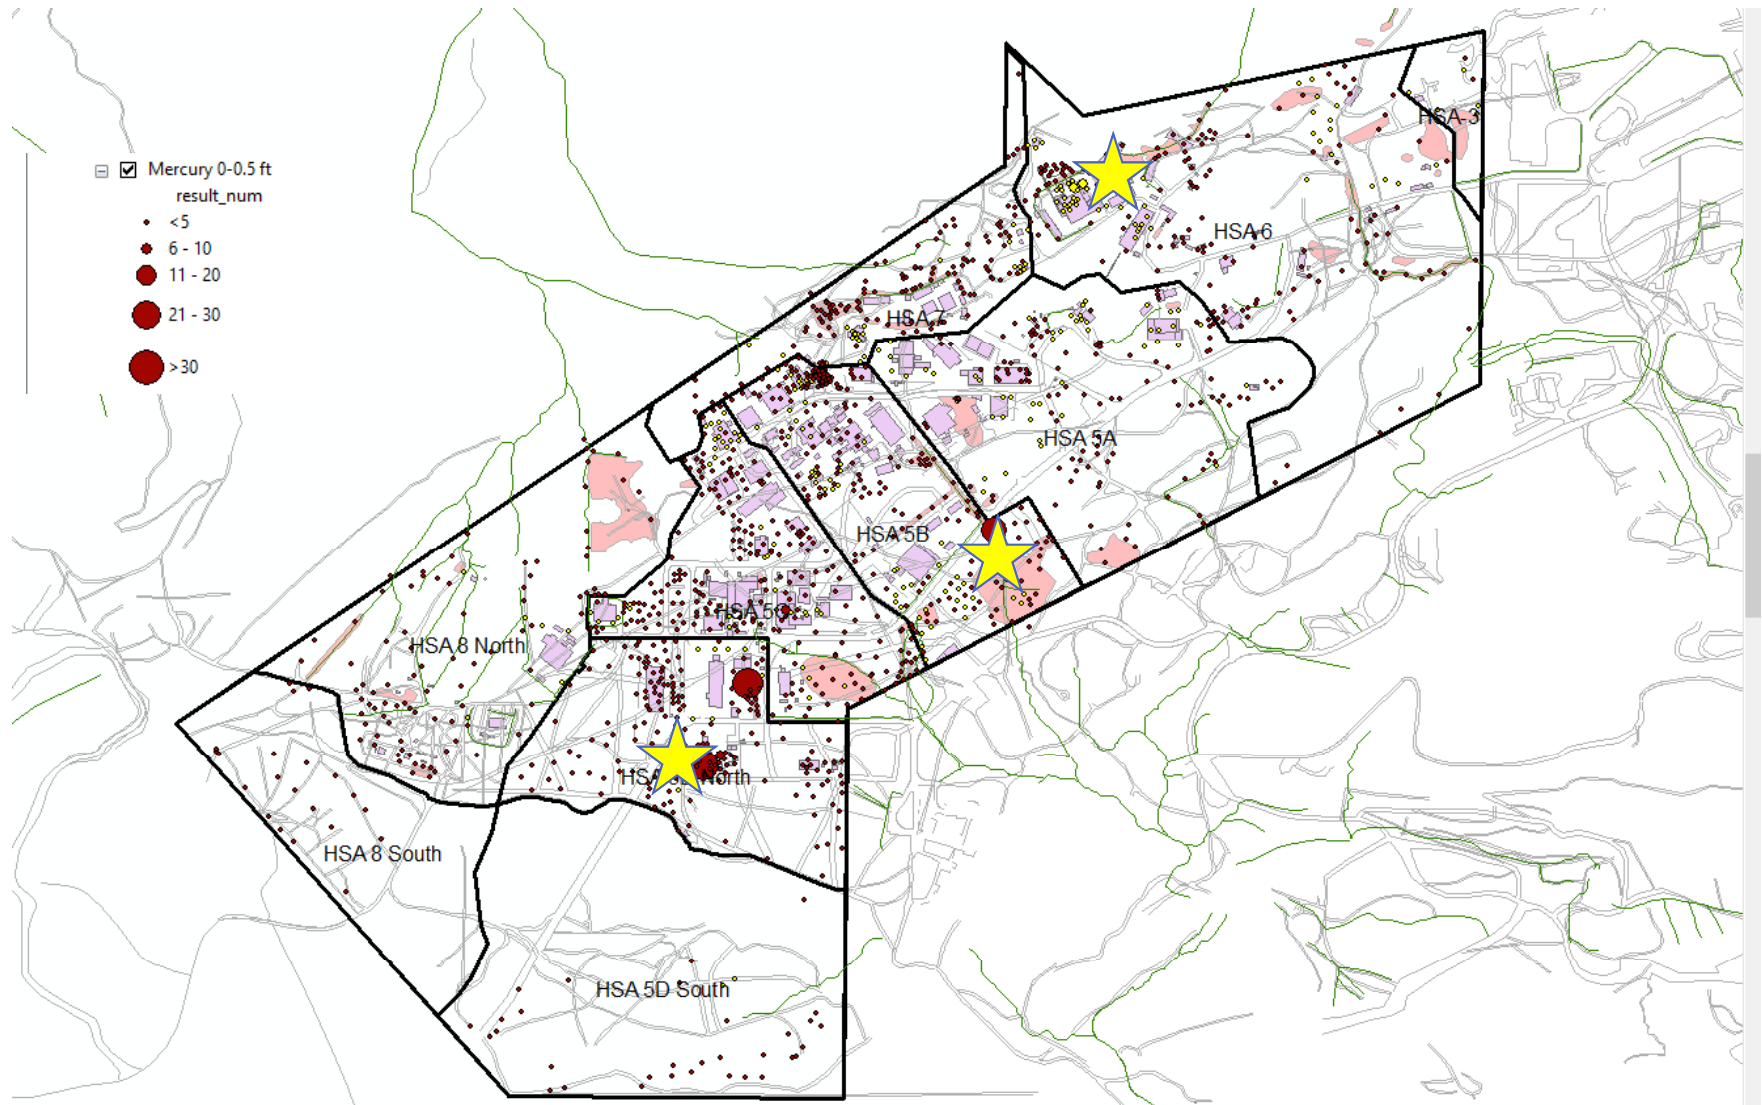 Mercury 0-0.5 ft
result_num
<5
6 - 10
11 - 20
21 - 30
>30
HSA-3
HSA 6
HSA 7
HSA 5A
HSA 5B
HSA 5C
HSA 8 North
North
HSA 8 South
HSA 5D South